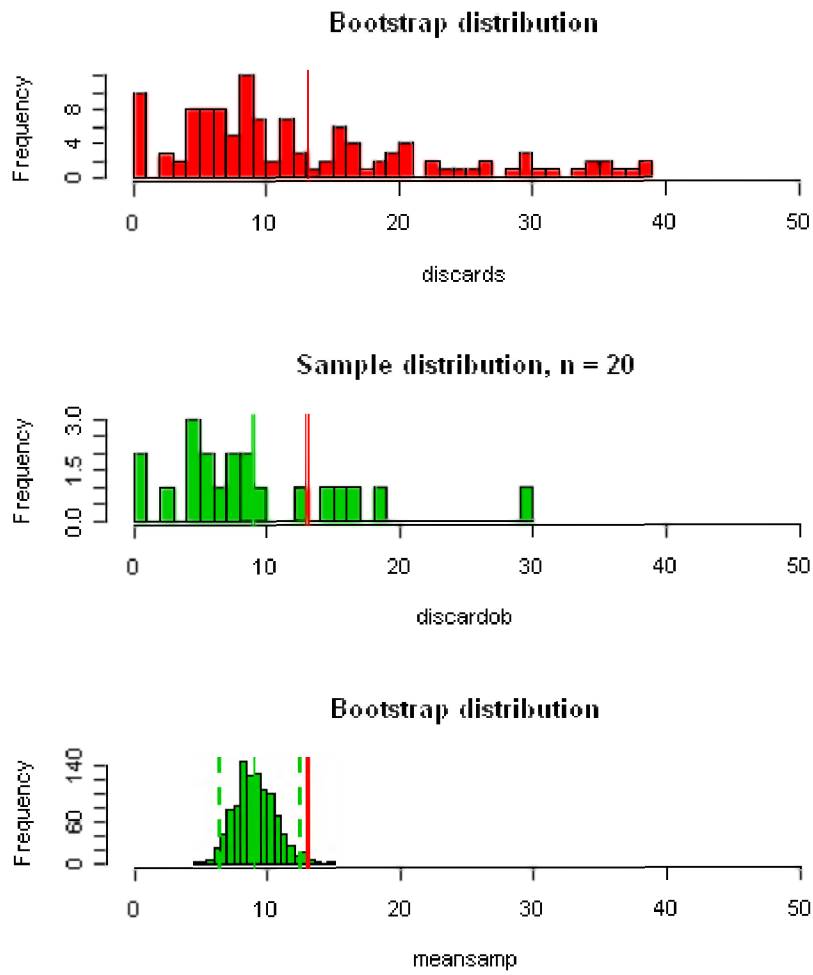 Bootstrap distribution
Frequency
0 4 8
0 10 20 30 40 50
discards
Sample distribution, n = 20
Frequency
0.0 1.5 3.0
0 10 20 30 40 50
discardob
Bootstrap distribution
Frequency
0 60 140
0 10 20 30 40 50
meansamp